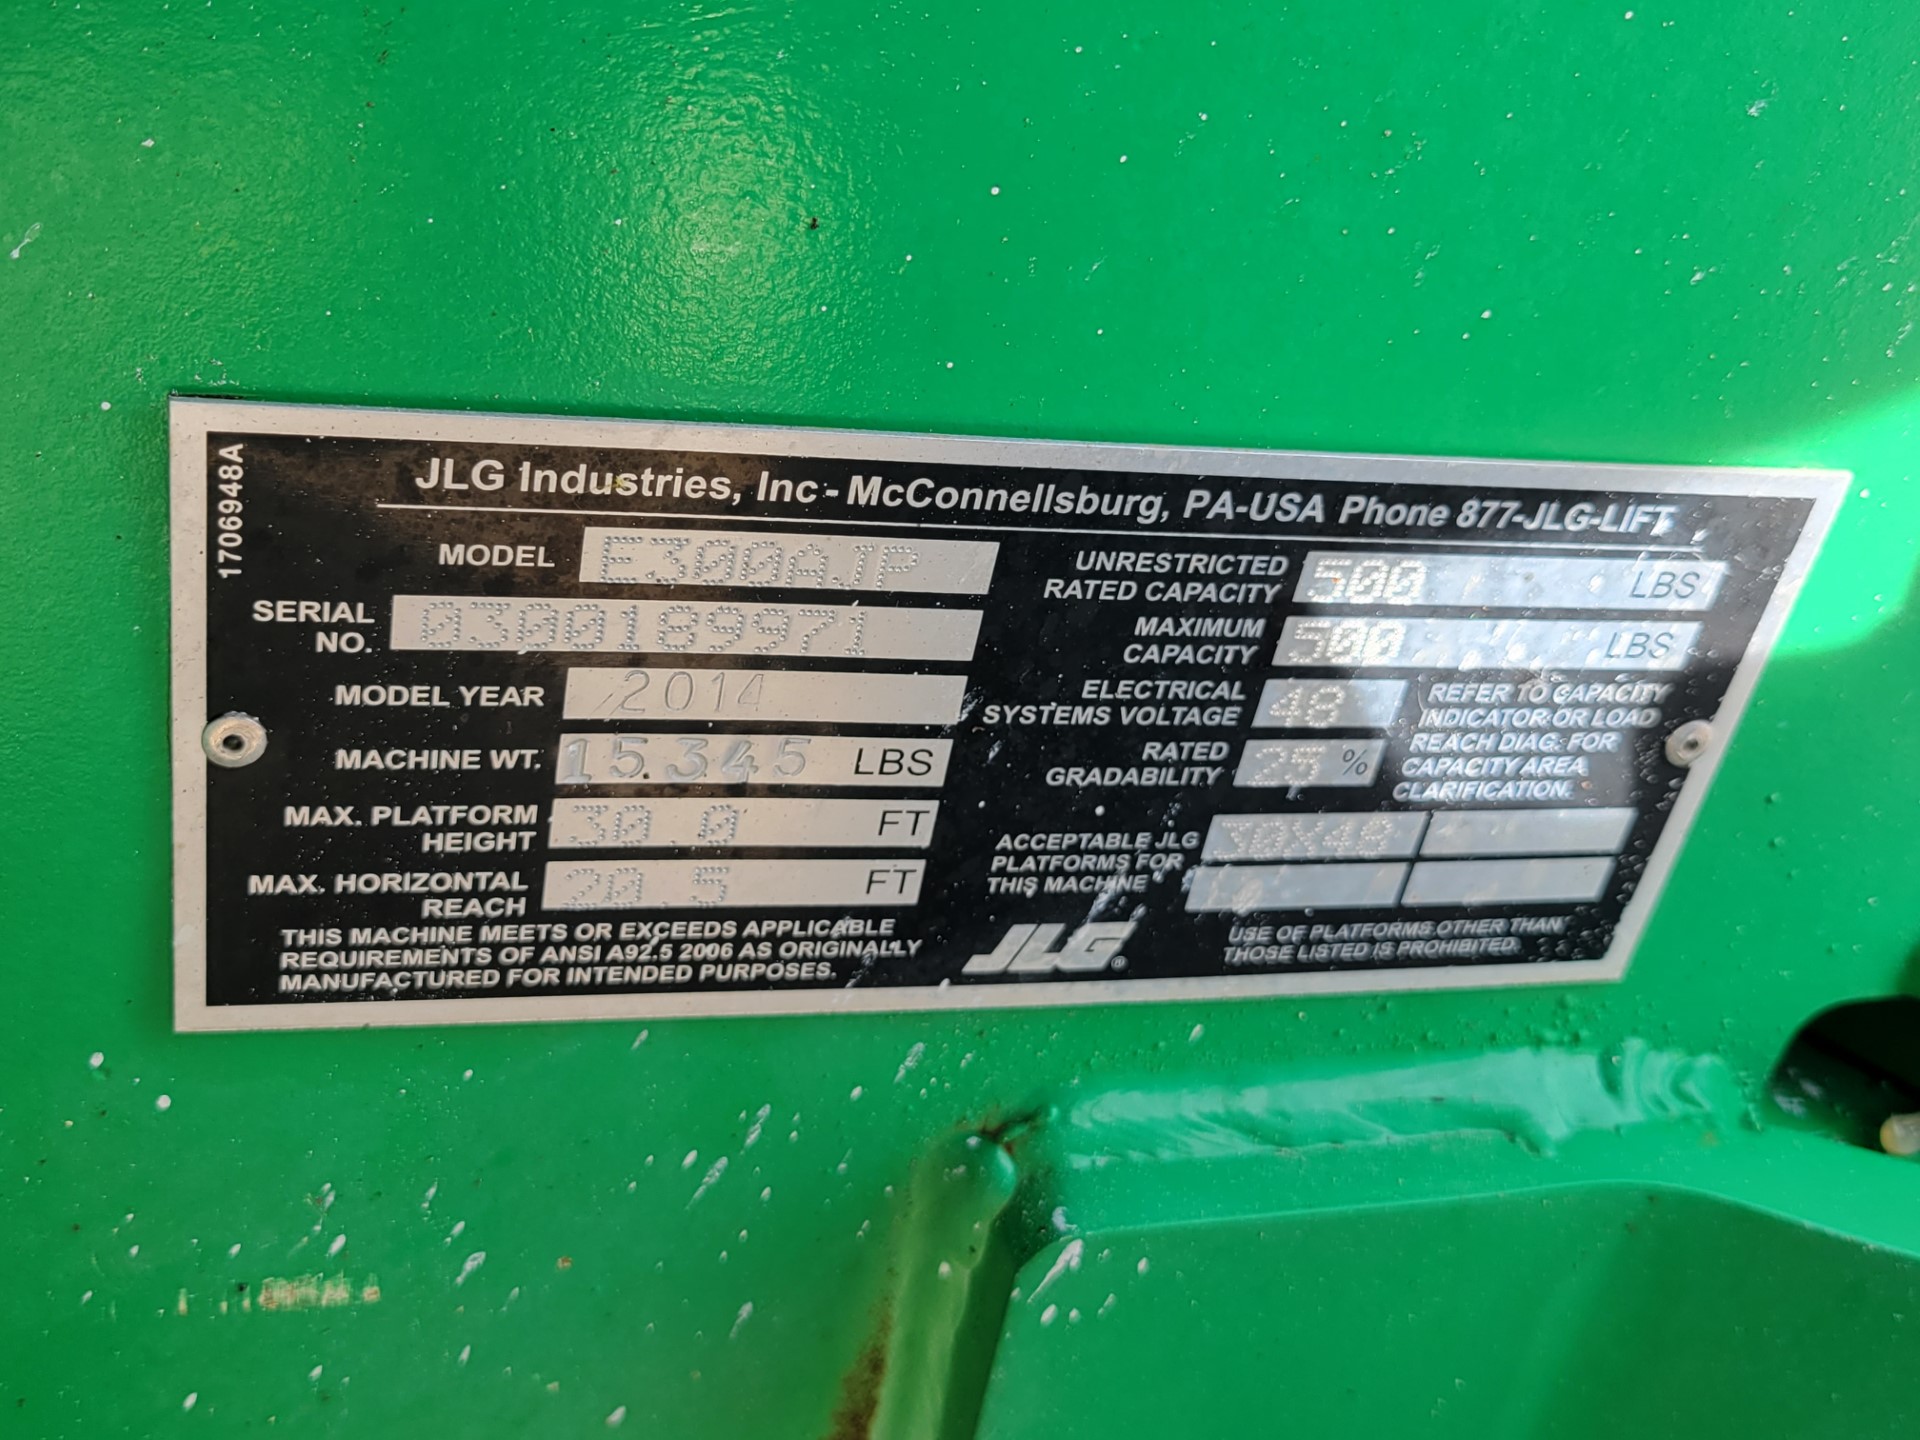 1706948A
JLG Industries, Inc - McConnellsburg, PA-USA Phone 877-JLG-LIFT
MODEL E300AJP
SERIAL
NO. 0300189971
MODEL YEAR 2014
MACHINE WT. 15,345 LBS
MAX. PLATFORM
HEIGHT 30.0 FT
MAX. HORIZONTAL
REACH 20.5 FT
THIS MACHINE MEETS OR EXCEEDS APPLICABLE
REQUIREMENTS OF ANSI A92.5 2006 AS ORIGINALLY
MANUFACTURED FOR INTENDED PURPOSES.
UNRESTRICTED
RATED CAPACITY 500 LBS
MAXIMUM
CAPACITY 500 LBS
ELECTRICAL
SYSTEMS VOLTAGE 48
RATED
GRADABILITY 25 %
REFER TO CAPACITY
INDICATOR OR LOAD
REACH DIAG. FOR
CAPACITY AREA
CLARIFICATION.
ACCEPTABLE JLG
PLATFORMS FOR
THIS MACHINE
30X48
JLG®
USE OF PLATFORMS OTHER THAN
THOSE LISTED IS PROHIBITED.